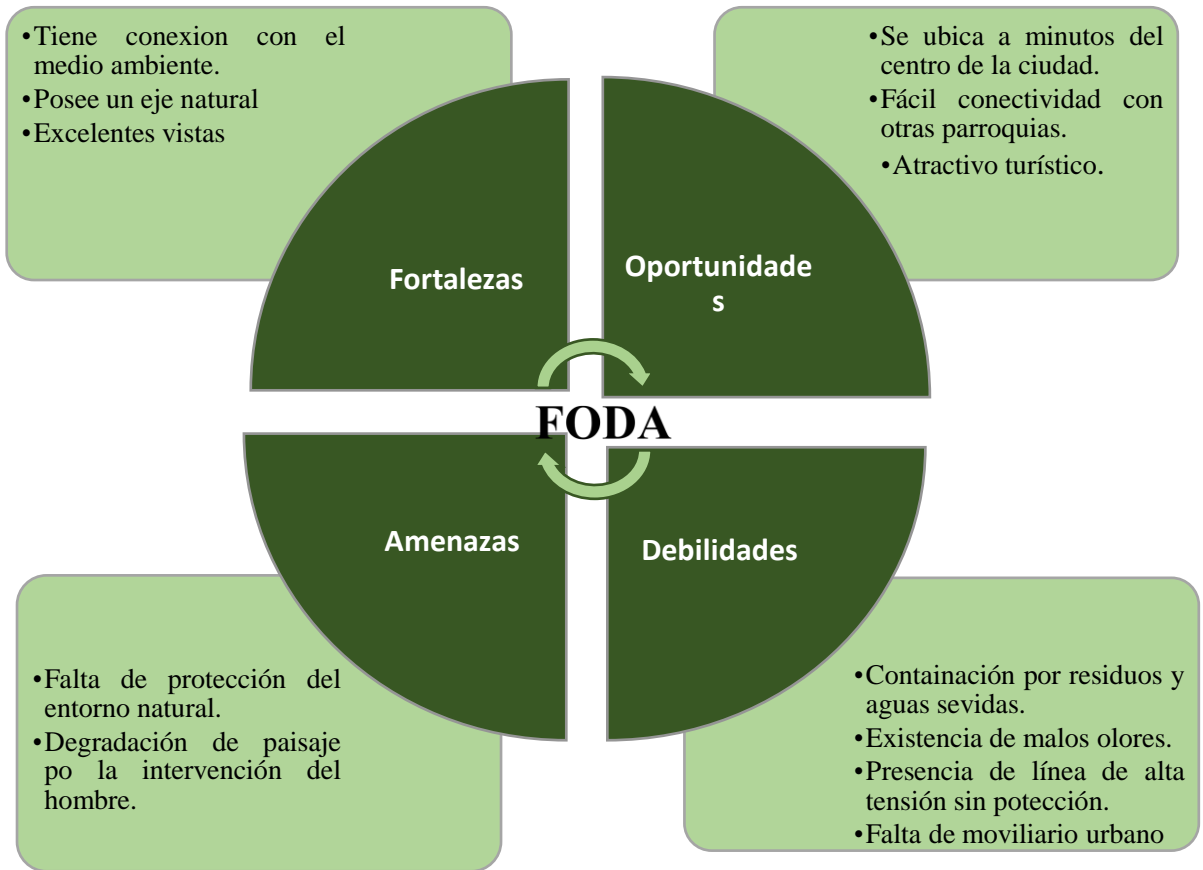 •Tiene conexion con el
medio ambiente.
•Posee un eje natural
•Excelentes vistas
•Se ubica a minutos del
centro de la ciudad.
•Fácil conectividad con
otras parroquias.
•Atractivo turístico.
Fortalezas
Oportunidade
s
FODA
Amenazas
Debilidades
•Falta de protección del
entorno natural.
•Degradación de paisaje
po la intervención del
hombre.
•Containación por residuos y
aguas sevidas.
•Existencia de malos olores.
•Presencia de línea de alta
tensión sin potección.
•Falta de moviliario urbano